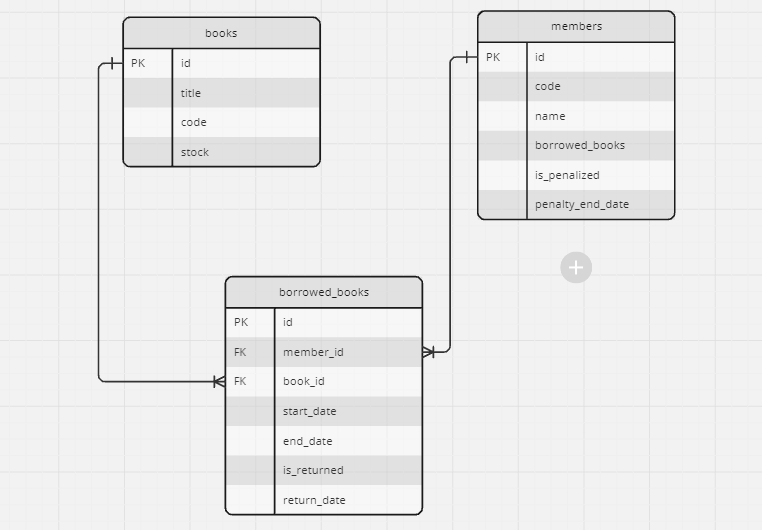 books
PK id
title
code
stock
members
PK id
code
name
borrowed_books
is_penalized
penalty_end_date
borrowed_books
PK id
FK member_id
FK book_id
start_date
end_date
is_returned
return_date